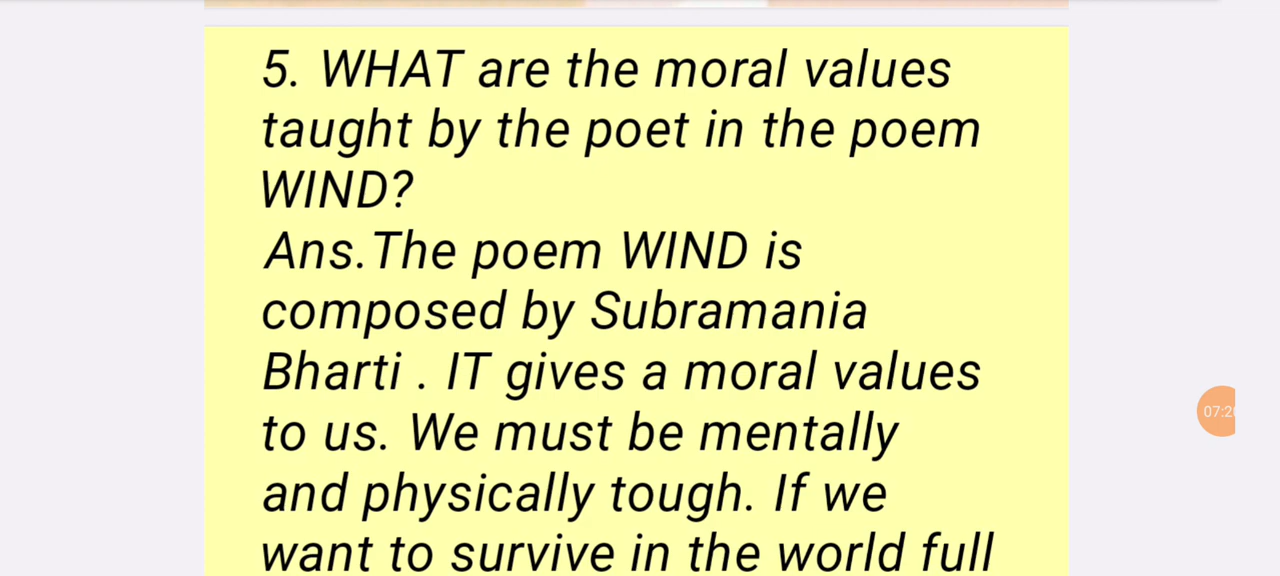 5. WHAT are the moral values
taught by the poet in the poem
WIND?
Ans.The poem WIND is
composed by Subramania
Bharti . IT gives a moral values
to us. We must be mentally
and physically tough. If we
want to survive in the world full